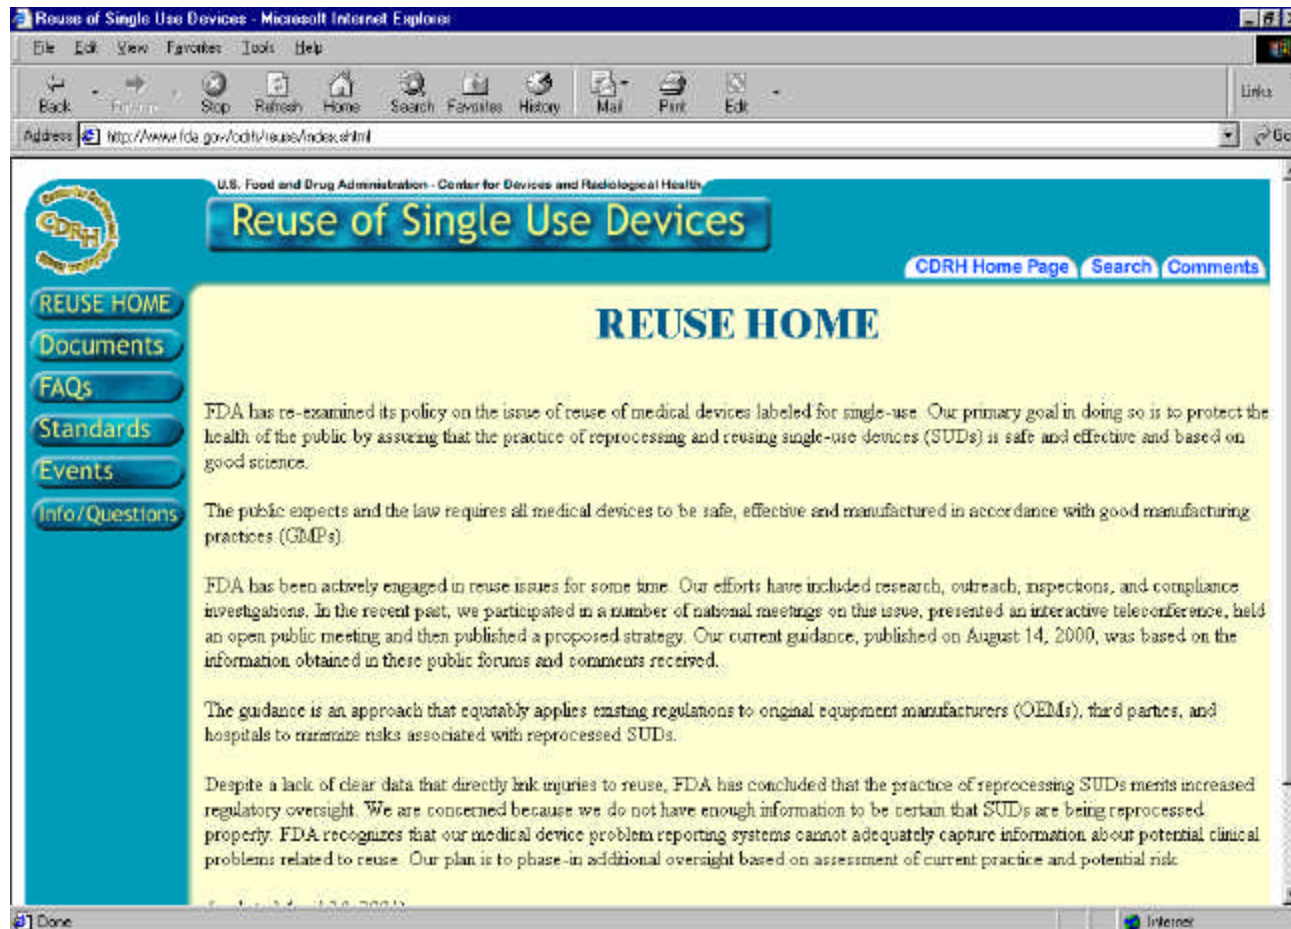 Reuse of Single Use Devices - Microsoft Internet Explorer
File Edit View Favorites Tools Help
Back Forward Stop Refresh Home Search Favorites History Mail Print Edit Links
Address http://www.fda.gov/cdrh/reuse/index.shtml Go
U.S. Food and Drug Administration - Center for Devices and Radiological Health
CDRH
Reuse of Single Use Devices
CDRH Home Page Search Comments
REUSE HOME
Documents
FAQs
Standards
Events
Info/Questions
REUSE HOME
FDA has re-examined its policy on the issue of reuse of medical devices labeled for single-use. Our primary goal in doing so is to protect the
health of the public by assuring that the practice of reprocessing and reusing single-use devices (SUDs) is safe and effective and based on
good science.
The public expects and the law requires all medical devices to be safe, effective and manufactured in accordance with good manufacturing
practices (GMPs).
FDA has been actively engaged in reuse issues for some time. Our efforts have included research, outreach, inspections, and compliance
investigations. In the recent past, we participated in a number of national meetings on this issue, presented an interactive teleconference, held
an open public meeting and then published a proposed strategy. Our current guidance, published on August 14, 2000, was based on the
information obtained in these public forums and comments received.
The guidance is an approach that equitably applies existing regulations to original equipment manufacturers (OEMs), third parties, and
hospitals to minimize risks associated with reprocessed SUDs.
Despite a lack of clear data that directly link injuries to reuse, FDA has concluded that the practice of reprocessing SUDs merits increased
regulatory oversight. We are concerned because we do not have enough information to be certain that SUDs are being reprocessed
properly. FDA recognizes that our medical device problem reporting systems cannot adequately capture information about potential clinical
problems related to reuse. Our plan is to phase-in additional oversight based on assessment of current practice and potential risk.
Done Internet